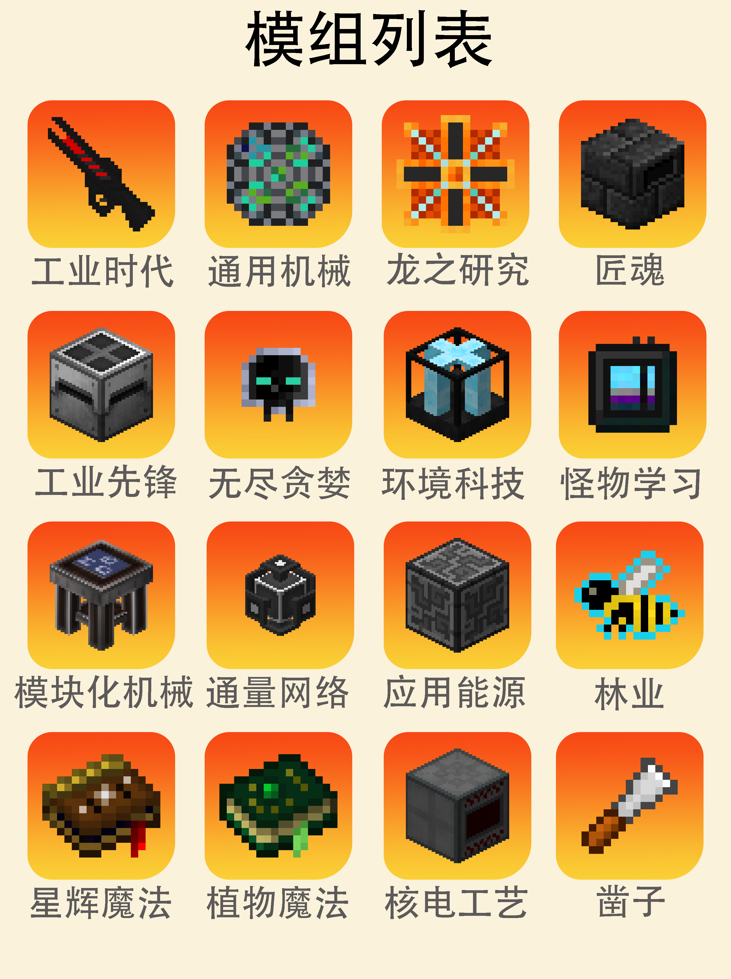 模组列表
工业时代 通用机械 龙之研究 匠魂
工业先锋 无尽贪婪 环境科技 怪物学习
模块化机械 通量网络 应用能源 林业
星辉魔法 植物魔法 核电工艺 凿子